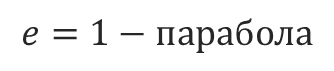 e = 1 − парабола